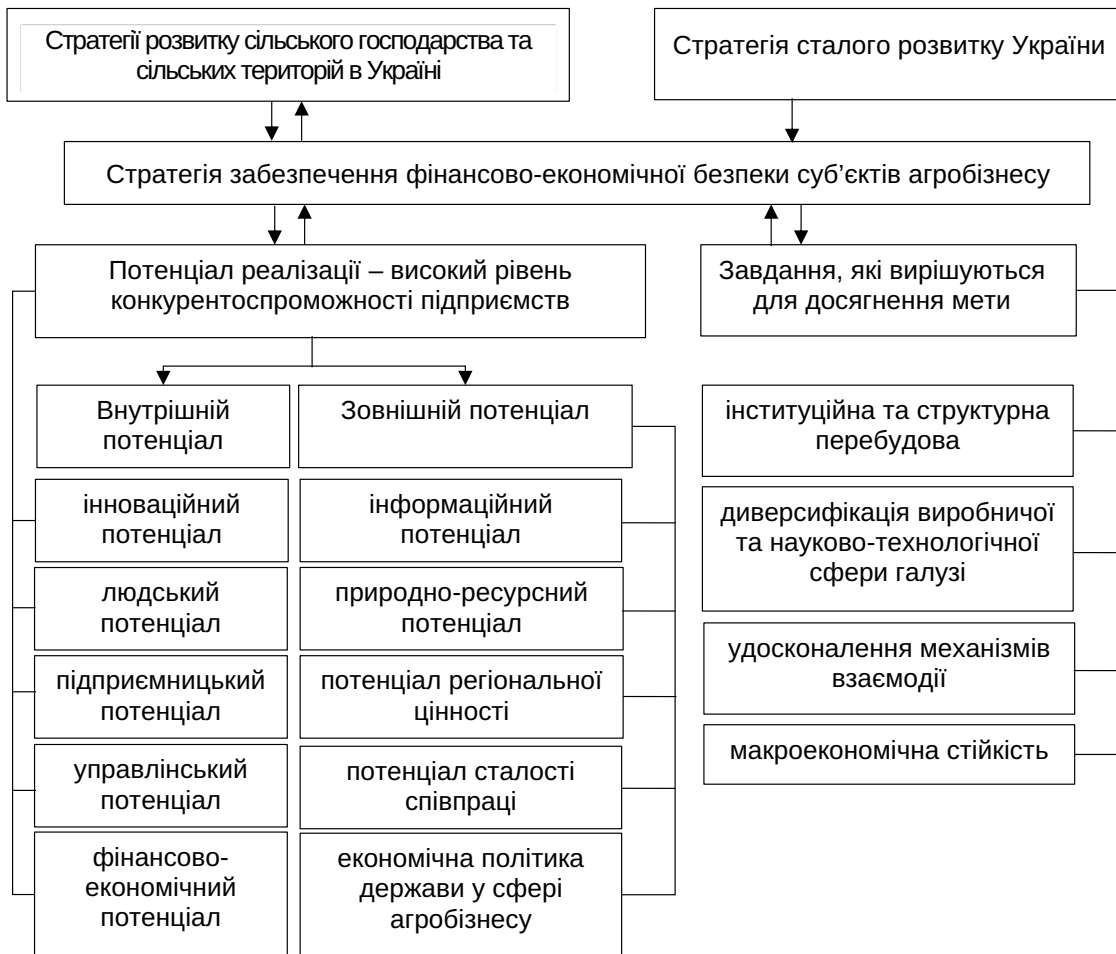 Стратегії розвитку сільського господарства та
сільських територій в Україні
Стратегія сталого розвитку України
Стратегія забезпечення фінансово-економічної безпеки суб’єктів агробізнесу
Потенціал реалізації – високий рівень
конкурентоспроможності підприємств
Завдання, які вирішуються
для досягнення мети
Внутрішній
потенціал
Зовнішній потенціал
інноваційний
потенціал
людський
потенціал
підприємницький
потенціал
управлінський
потенціал
фінансово-
економічний
потенціал
інформаційний
потенціал
природно-ресурсний
потенціал
потенціал регіональної
цінності
потенціал сталості
співпраці
економічна політика
держави у сфері
агробізнесу
інституційна та структурна
перебудова
диверсифікація виробничої
та науково-технологічної
сфери галузі
удосконалення механізмів
взаємодії
макроекономічна стійкість